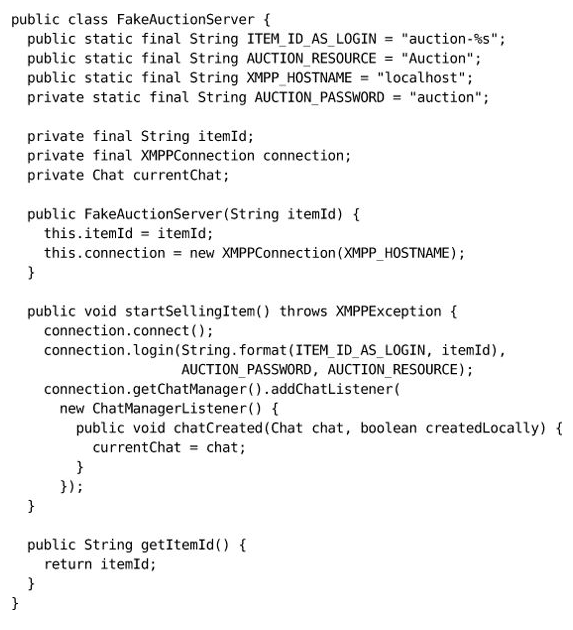 public class FakeAuctionServer {
  public static final String ITEM_ID_AS_LOGIN = "auction-%s";
  public static final String AUCTION_RESOURCE = "Auction";
  public static final String XMPP_HOSTNAME = "localhost";
  private static final String AUCTION_PASSWORD = "auction";

  private final String itemId;
  private final XMPPConnection connection;
  private Chat currentChat;

  public FakeAuctionServer(String itemId) {
    this.itemId = itemId;
    this.connection = new XMPPConnection(XMPP_HOSTNAME);
  }

  public void startSellingItem() throws XMPPException {
    connection.connect();
    connection.login(String.format(ITEM_ID_AS_LOGIN, itemId),
                     AUCTION_PASSWORD, AUCTION_RESOURCE);
    connection.getChatManager().addChatListener(
      new ChatManagerListener() {
        public void chatCreated(Chat chat, boolean createdLocally) {
          currentChat = chat;
        }
      });
  }

  public String getItemId() {
    return itemId;
  }
}